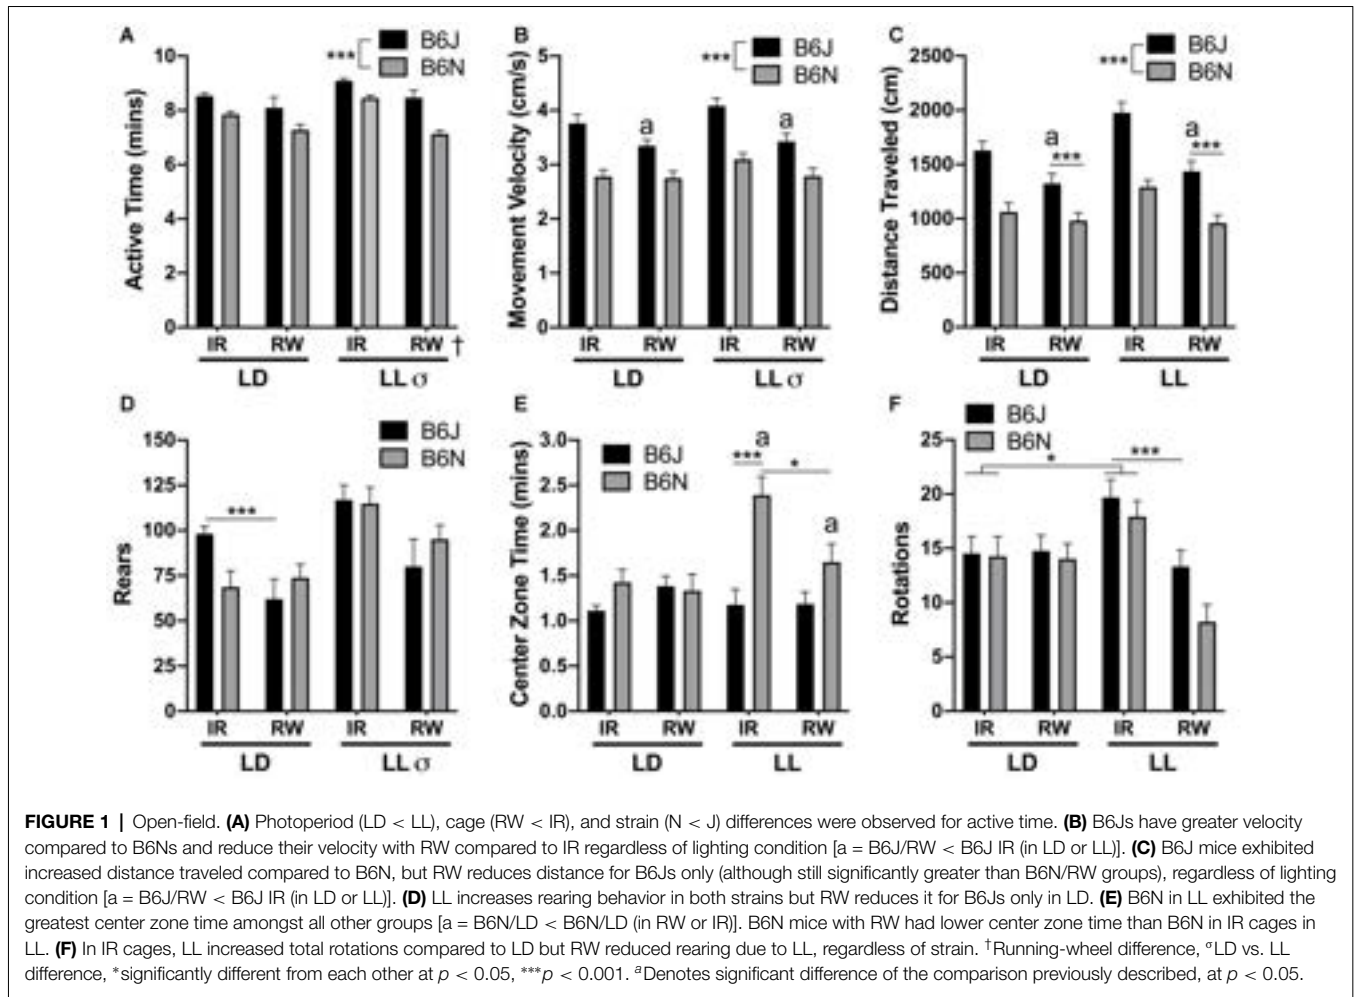 A
B6J
B6N
***
Active Time (mins)
10
8
6
4
2
0
IR RW IR RW †
LD LL σ
B
B6J
B6N
***
Movement Velocity (cm/s)
5
4
3
2
1
0
a
a
IR RW IR RW
LD LL σ
C
B6J
B6N
***
Distance Traveled (cm)
2500
2000
1500
1000
500
0
a
***
a
***
IR RW IR RW
LD LL
D
B6J
B6N
Rears
150
125
100
75
50
25
0
***
IR RW IR RW
LD LL σ
E
B6J
B6N
Center Zone Time (mins)
3.0
2.5
2.0
1.5
1.0
0.5
0.0
a
***
*
a
IR RW IR RW
LD LL
F
B6J
B6N
Rotations
25
20
15
10
5
0
*
***
IR RW IR RW
LD LL
FIGURE 1 | Open-field. (A) Photoperiod (LD < LL), cage (RW < IR), and strain (N < J) differences were observed for active time. (B) B6Js have greater velocity
compared to B6Ns and reduce their velocity with RW compared to IR regardless of lighting condition [a = B6J/RW < B6J IR (in LD or LL)]. (C) B6J mice exhibited
increased distance traveled compared to B6N, but RW reduces distance for B6Js only (although still significantly greater than B6N/RW groups), regardless of lighting
condition [a = B6J/RW < B6J IR (in LD or LL)]. (D) LL increases rearing behavior in both strains but RW reduces it for B6Js only in LD. (E) B6N in LL exhibited the
greatest center zone time amongst all other groups [a = B6N/LD < B6N/LD (in RW or IR)]. B6N mice with RW had lower center zone time than B6N in IR cages in
LL. (F) In IR cages, LL increased total rotations compared to LD but RW reduced rearing due to LL, regardless of strain. †Running-wheel difference, σLD vs. LL
difference, *significantly different from each other at p < 0.05, ***p < 0.001. aDenotes significant difference of the comparison previously described, at p < 0.05.